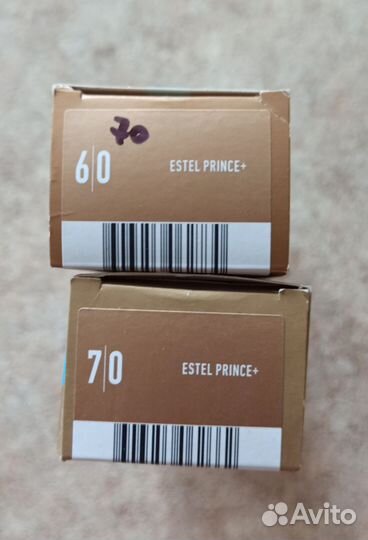 70
6|0 ESTEL PRINCE+
7|0 ESTEL PRINCE+
Avito